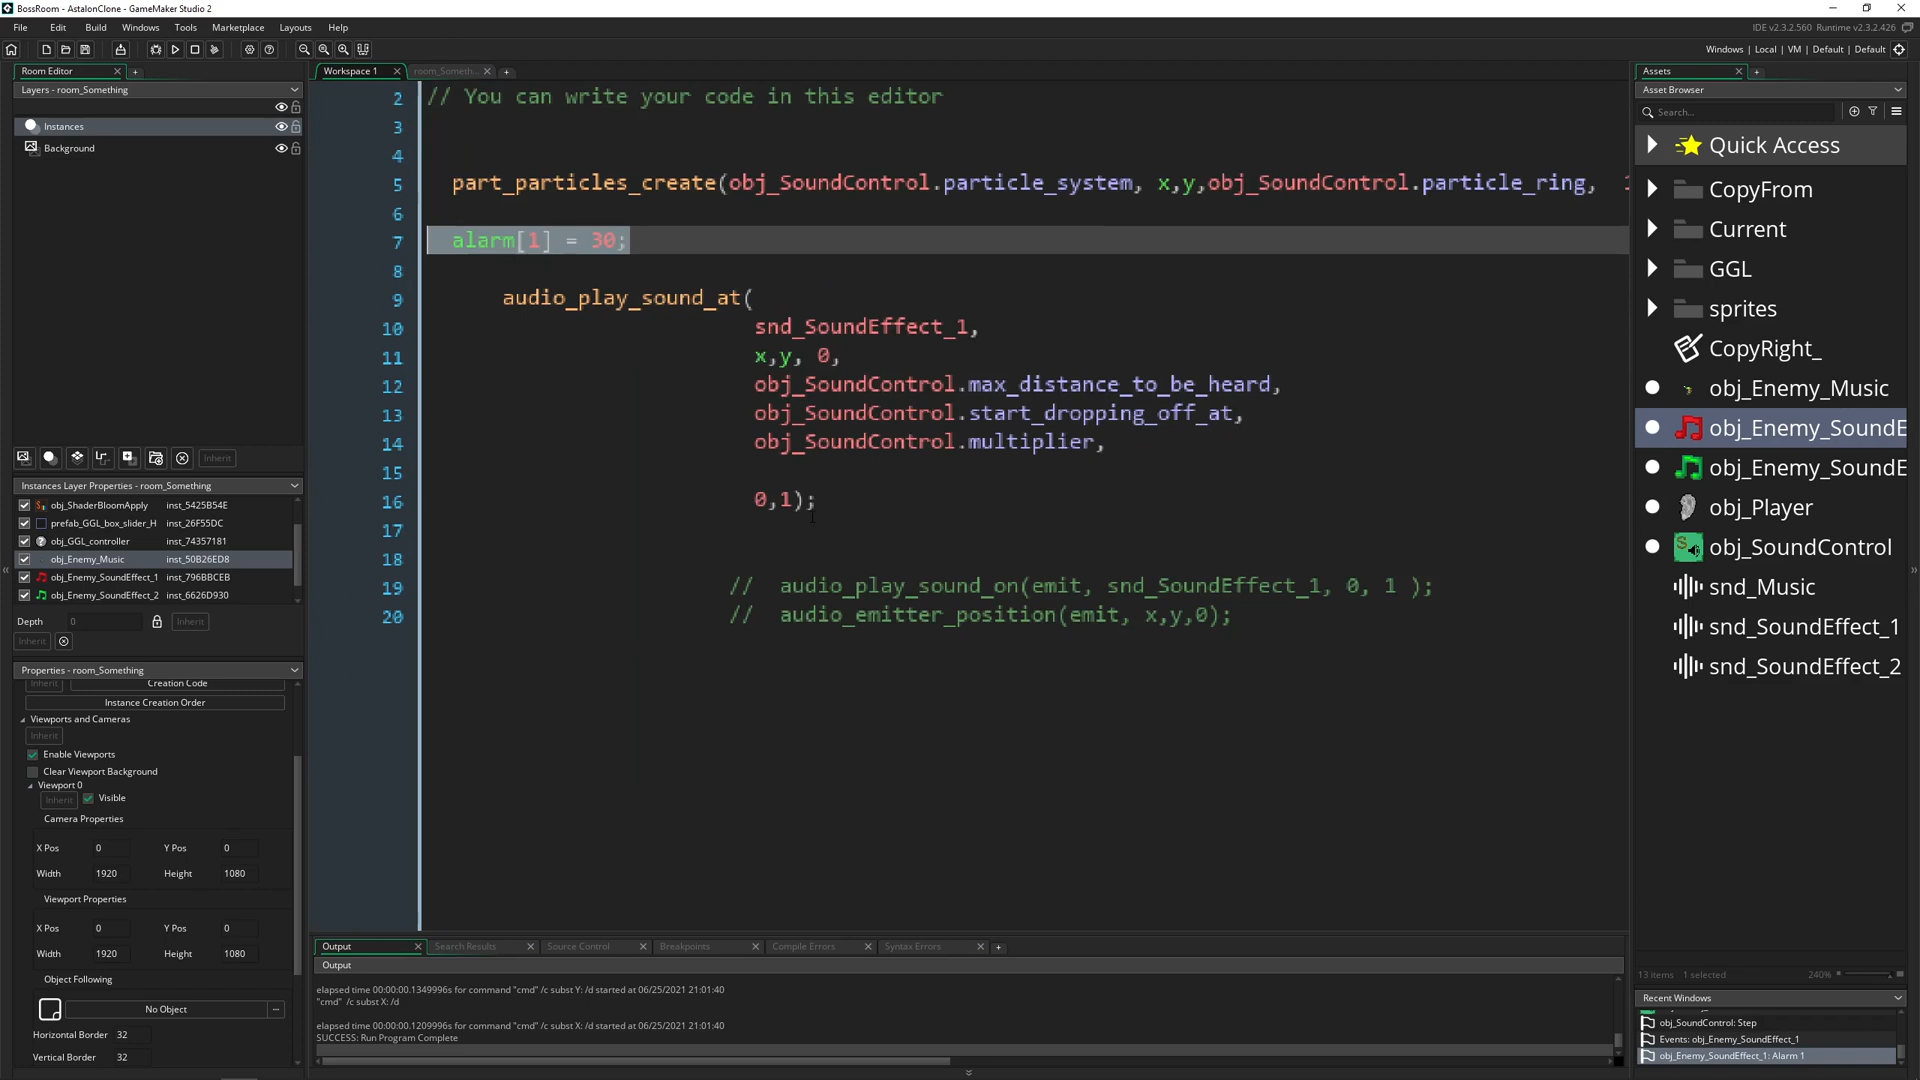 BossRoom - AstalonClone - GameMaker Studio 2
File Edit Build Windows Tools Marketplace Layouts Help
IDE v2.3.2.560 Runtime v2.3.2.426
Windows | Local | VM | Default | Default
Room Editor
Layers - room_Something
Instances
Background
Inherit
Instances Layer Properties - room_Something
obj_ShaderBloomApply inst_5425B54E
prefab_GGL_box_slider_H inst_26F55DC
obj_GGL_controller inst_74357181
obj_Enemy_Music inst_50B26ED8
obj_Enemy_SoundEffect_1 inst_796BBCEB
obj_Enemy_SoundEffect_2 inst_6626D930
Depth 0 Inherit
Inherit
Properties - room_Something
Inherit Creation Code
Instance Creation Order
Viewports and Cameras
Inherit
Enable Viewports
Clear Viewport Background
Viewport 0
Inherit Visible
Camera Properties
X Pos 0 Y Pos 0
Width 1920 Height 1080
Viewport Properties
X Pos 0 Y Pos 0
Width 1920 Height 1080
Object Following
No Object ...
Horizontal Border 32
Vertical Border 32
Workspace 1 room_Someth...
2 // You can write your code in this editor
3
4
5 part_particles_create(obj_SoundControl.particle_system, x,y,obj_SoundControl.particle_ring, 1
6
7 alarm[1] = 30;
8
9 audio_play_sound_at(
10 snd_SoundEffect_1,
11 x,y, 0,
12 obj_SoundControl.max_distance_to_be_heard,
13 obj_SoundControl.start_dropping_off_at,
14 obj_SoundControl.multiplier,
15
16 0,1);
17
18
19 // audio_play_sound_on(emit, snd_SoundEffect_1, 0, 1 );
20 // audio_emitter_position(emit, x,y,0);
Output Search Results Source Control Breakpoints Compile Errors Syntax Errors
Output
elapsed time 00:00:00.1349996s for command "cmd" /c subst Y: /d started at 06/25/2021 21:01:40
"cmd" /c subst X: /d
elapsed time 00:00:00.1209996s for command "cmd" /c subst X: /d started at 06/25/2021 21:01:40
SUCCESS: Run Program Complete
Assets
Asset Browser
Search...
Quick Access
CopyFrom
Current
GGL
sprites
CopyRight_
obj_Enemy_Music
obj_Enemy_SoundE
obj_Enemy_SoundE
obj_Player
obj_SoundControl
snd_Music
snd_SoundEffect_1
snd_SoundEffect_2
13 items 1 selected 240%
Recent Windows
obj_SoundControl: Step
Events: obj_Enemy_SoundEffect_1
obj_Enemy_SoundEffect_1: Alarm 1